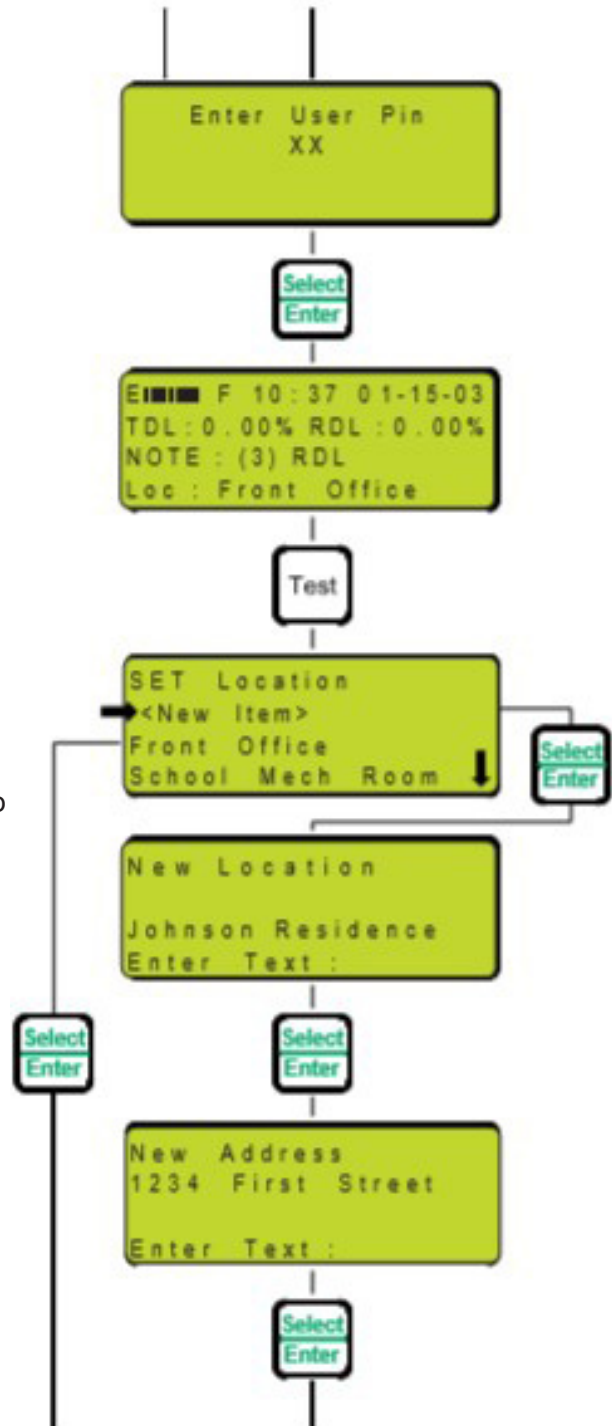 Enter User Pin
XX
Select
Enter
E F 10:37 01-15-03
TDL:0.00% RDL:0.00%
NOTE: (3) RDL
Loc: Front Office
Test
SET Location
<New Item>
Front Office
School Mech Room
Select
Enter
o
New Location
Johnson Residence
Enter Text:
Select
Enter
Select
Enter
New Address
1234 First Street
Enter Text:
Select
Enter